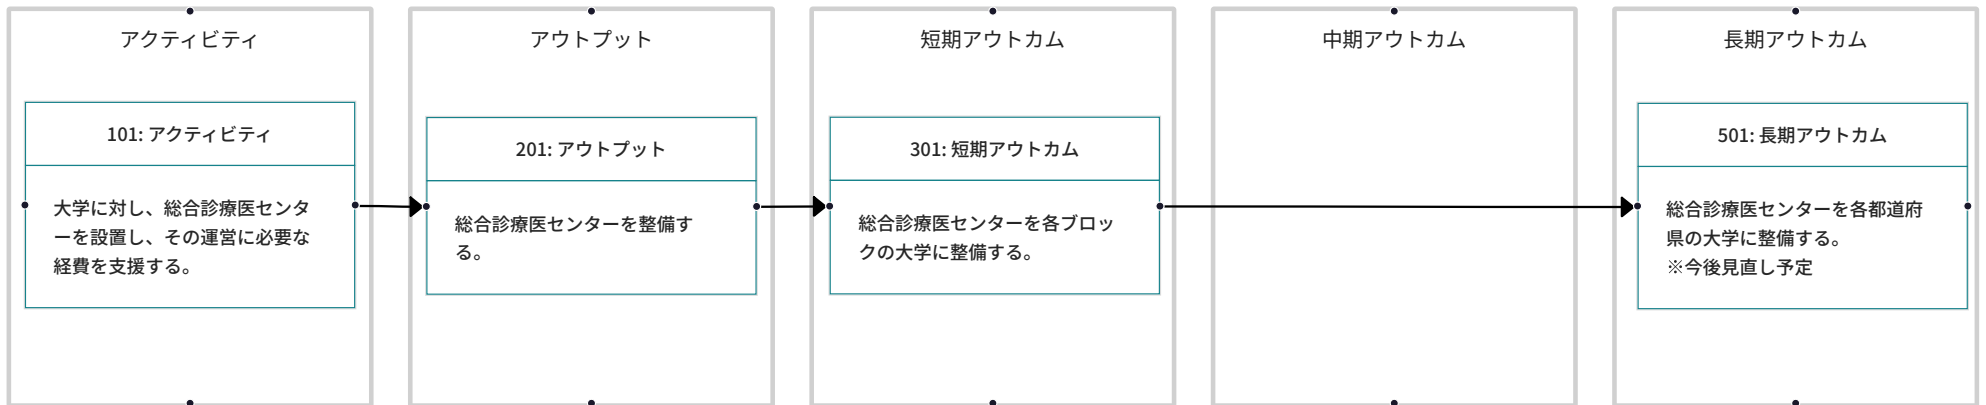 アクティビティ
アウトプット
短期アウトカム
中期アウトカム
長期アウトカム
101: アクティビティ
大学に対し、総合診療医センタ
ーを設置し、その運営に必要な
経費を支援する。
201: アウトプット
総合診療医センターを整備す
る。
301: 短期アウトカム
総合診療医センターを各ブロッ
クの大学に整備する。
501: 長期アウトカム
総合診療医センターを各都道府
県の大学に整備する。
※今後見直し予定